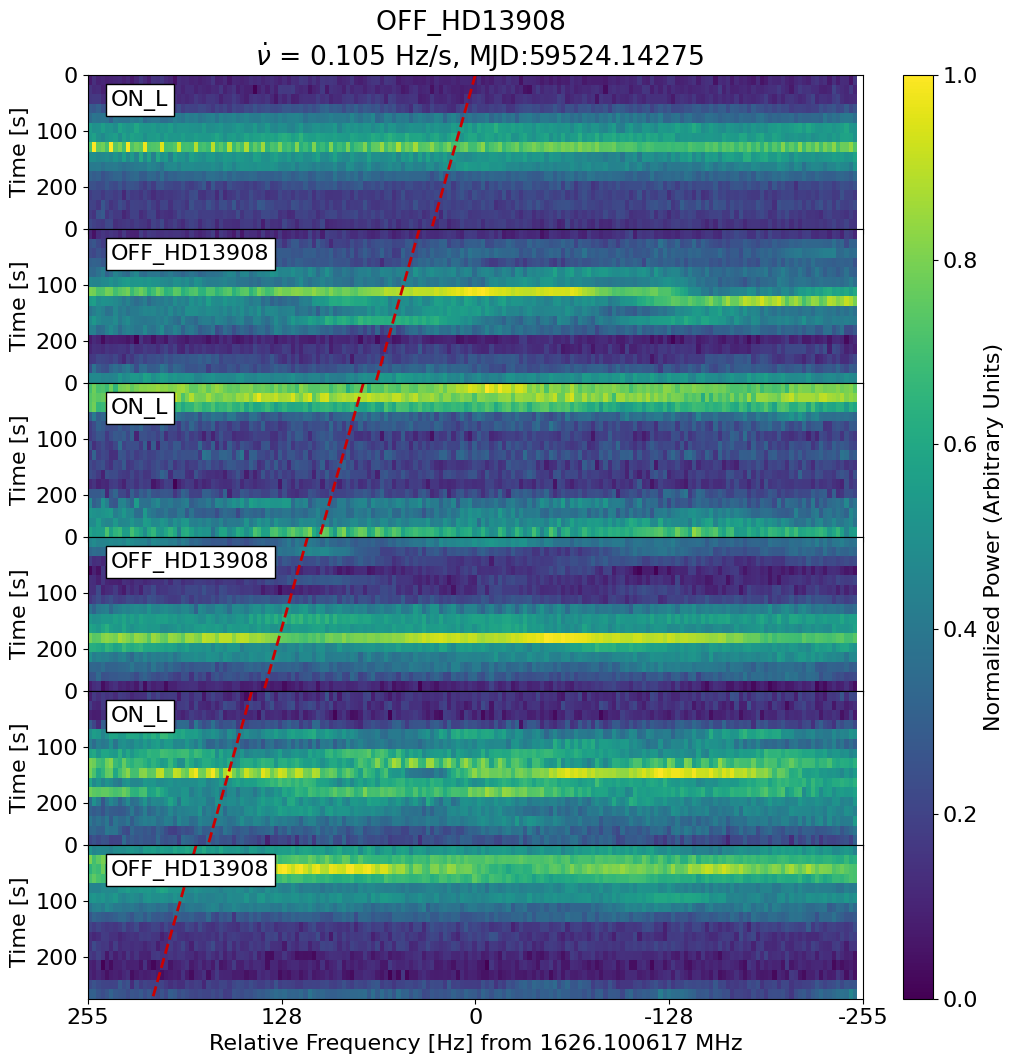 OFF_HD13908
ν̇ = 0.105 Hz/s, MJD:59524.14275
0
ON_L
100
200
Time [s]
0
OFF_HD13908
100
200
Time [s]
0
ON_L
100
200
Time [s]
0
OFF_HD13908
100
200
Time [s]
0
ON_L
100
200
Time [s]
0
OFF_HD13908
100
200
Time [s]
255 128 0 -128 -255
Relative Frequency [Hz] from 1626.100617 MHz
1.0
0.8
0.6
0.4
0.2
0.0
Normalized Power (Arbitrary Units)